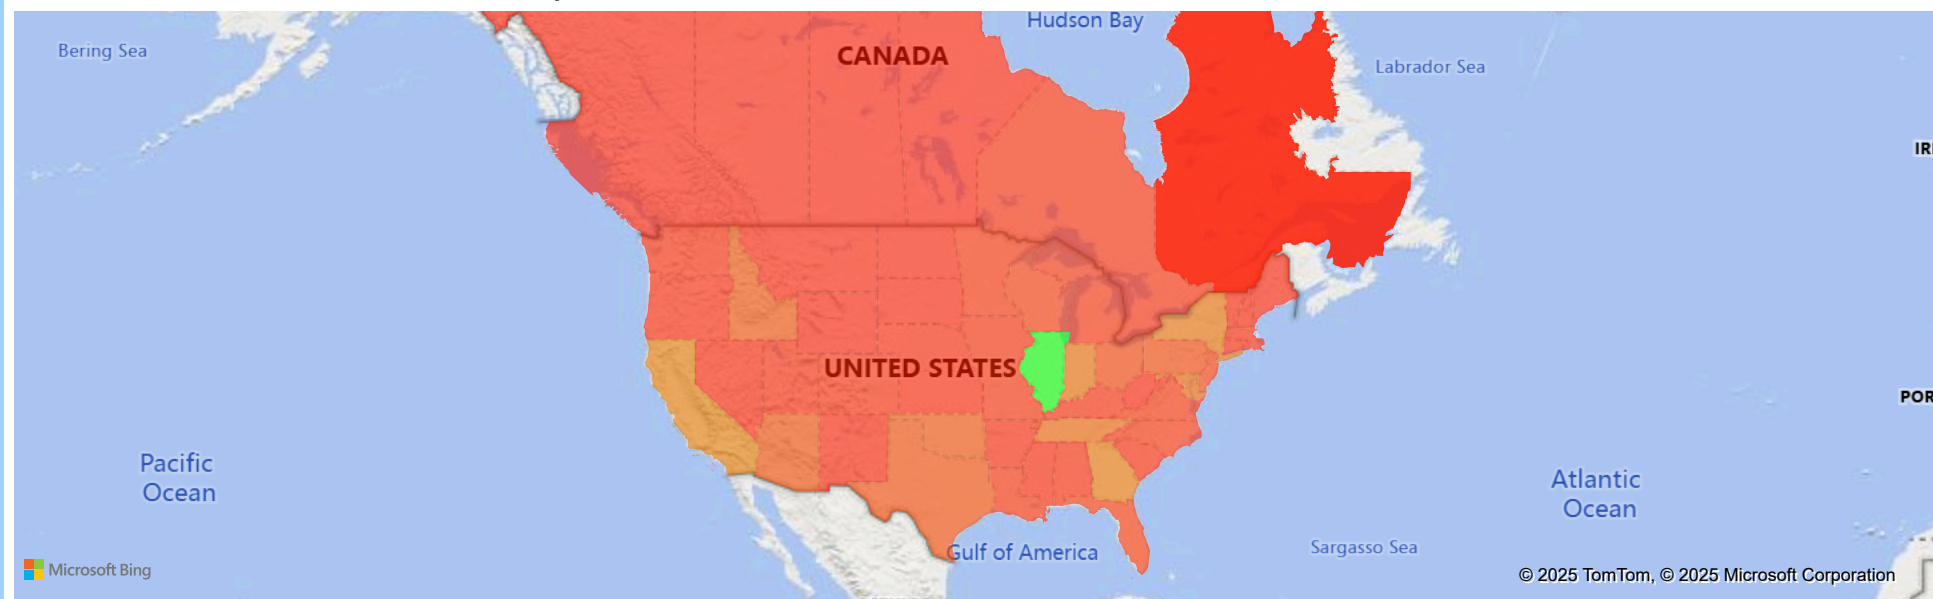 Hudson Bay
Bering Sea
CANADA
Labrador Sea
IR
UNITED STATES
POR
Pacific
Ocean
Atlantic
Ocean
Gulf of America
Sargasso Sea
Microsoft Bing
© 2025 TomTom, © 2025 Microsoft Corporation